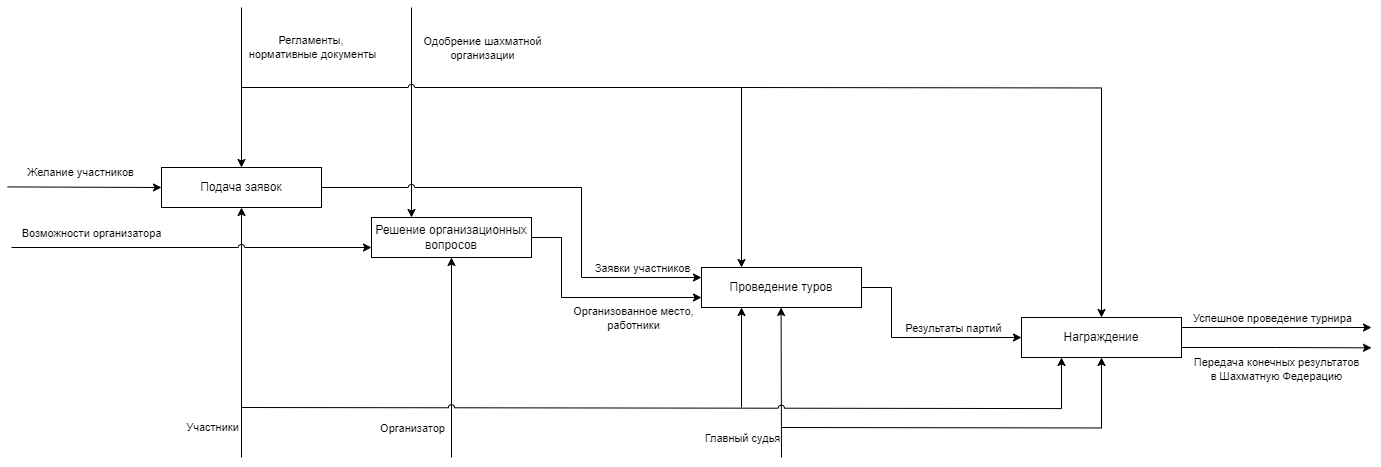 Регламенты,
нормативные документы
Одобрение шахматной
организации
Желание участников
Подача заявок
Возможности организатора
Решение организационных
вопросов
Заявки участников
Проведение туров
Организованное место,
работники
Результаты партий
Награждение
Успешное проведение турнира
Передача конечных результатов
в Шахматную Федерацию
Участники
Организатор
Главный судья